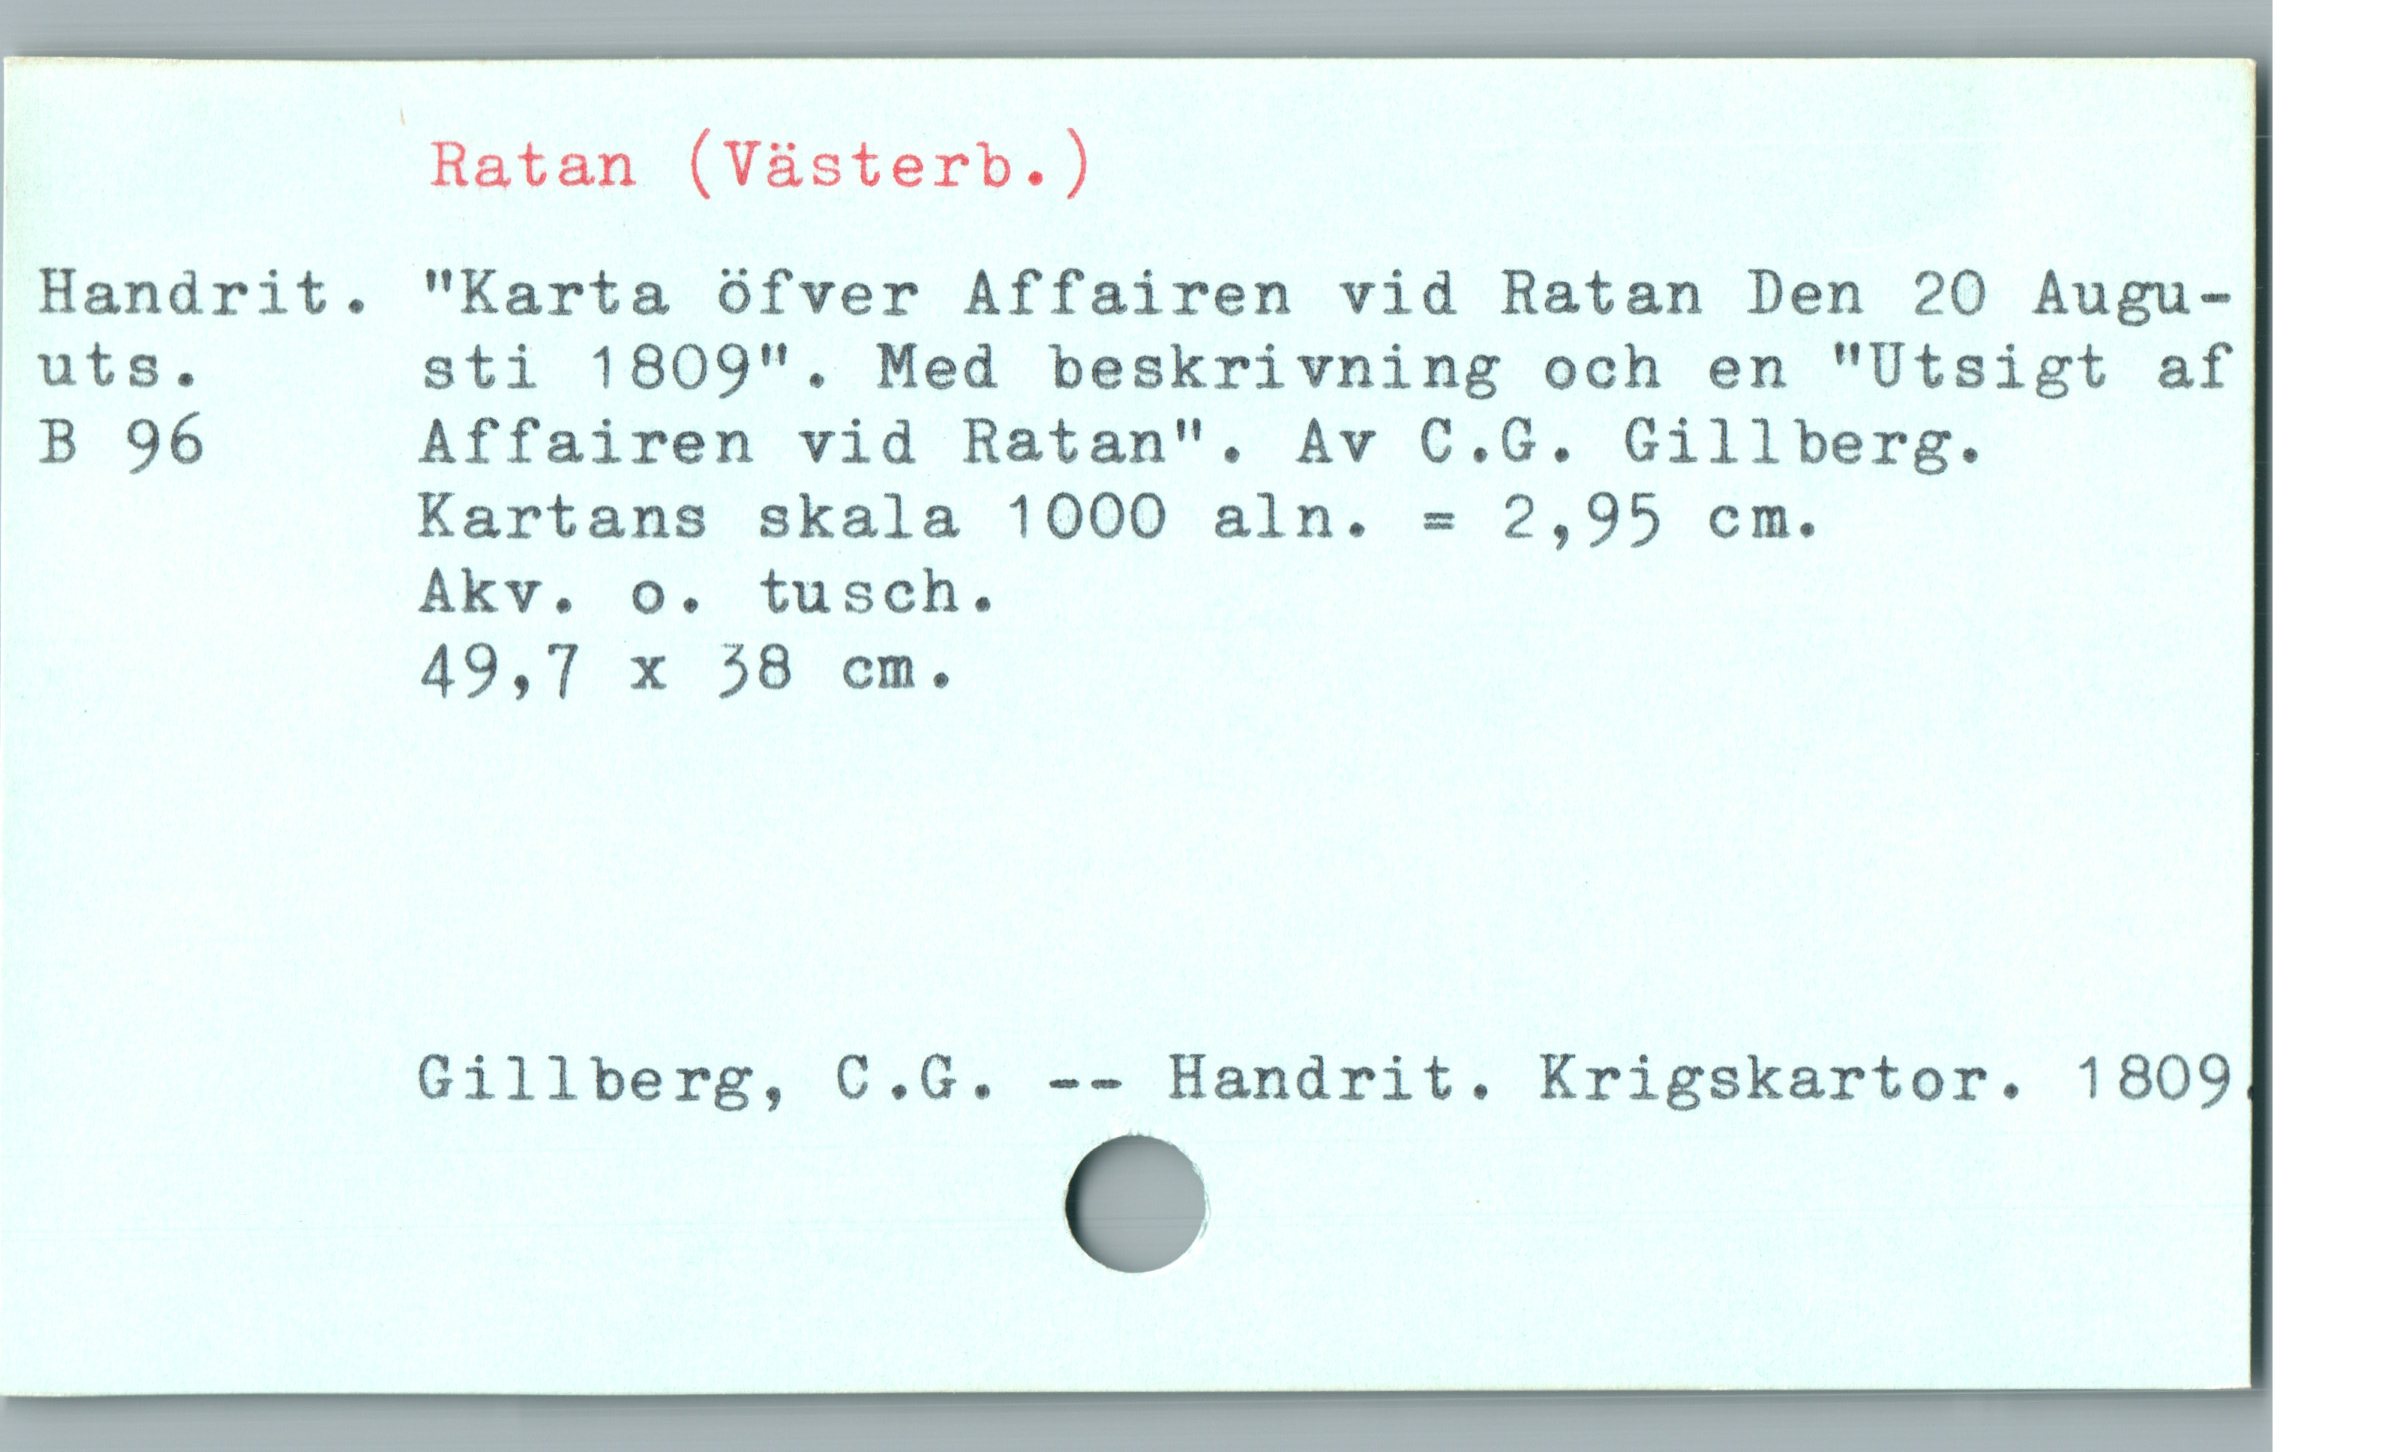 Ratan (Västerb.)
Handrit. "Karta öfver Affairen vid Ratan Den 20 Augu-
uts. sti 1809". Med beskrivning och en "Utsigt af
B 96 Affairen vid Ratan". Av C.G. Gillberg.
Kartans skala 1000 aln. = 2,95 cm.
Akv. o. tusch.
49,7 x 38 cm.
Gillberg, C.G. -- Handrit. Krigskartor. 1809.